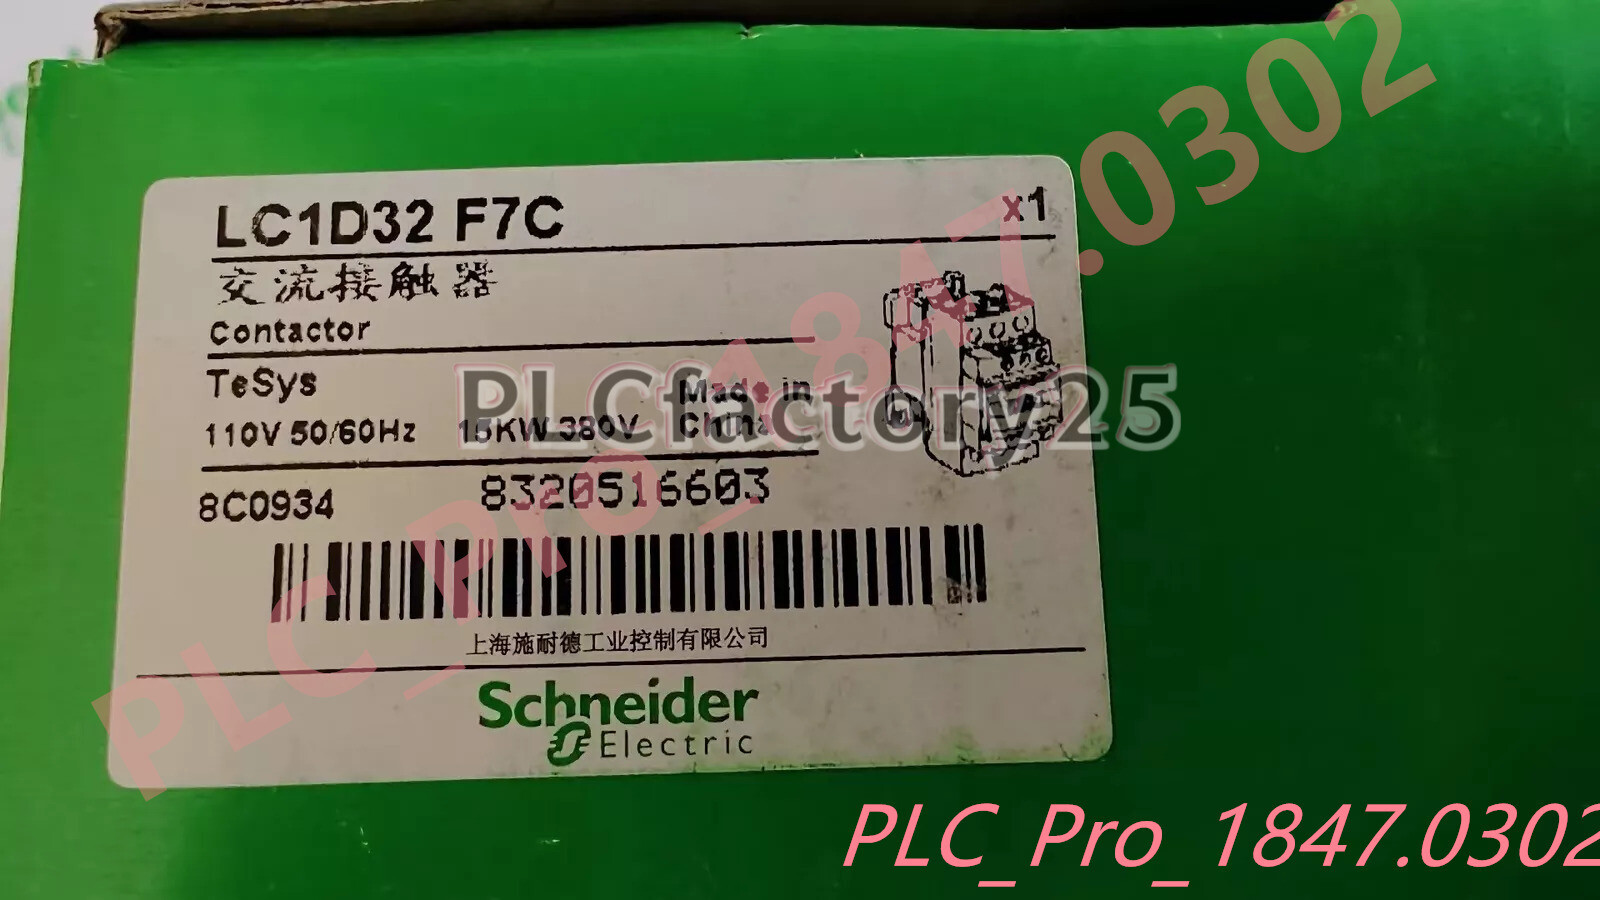 LC1D32 F7C x1
交流接触器
Contactor
TeSys
Made in
110V 50/60Hz 15KW 380V China
8C0934 8320516603
上海施耐德工业控制有限公司
Schneider
Electric
PLCfactory25
PLC_Pro_1847.0302
PLC_Pro_1847.0302